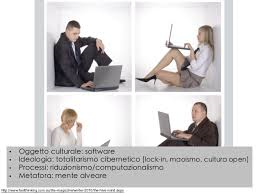 • Oggetto culturale: software
• Ideologia: totalitarismo cibernetico [lock-in, maoismo, cultura open]
• Processi: riduzionismo/computazionalismo
• Metafora: mente alveare